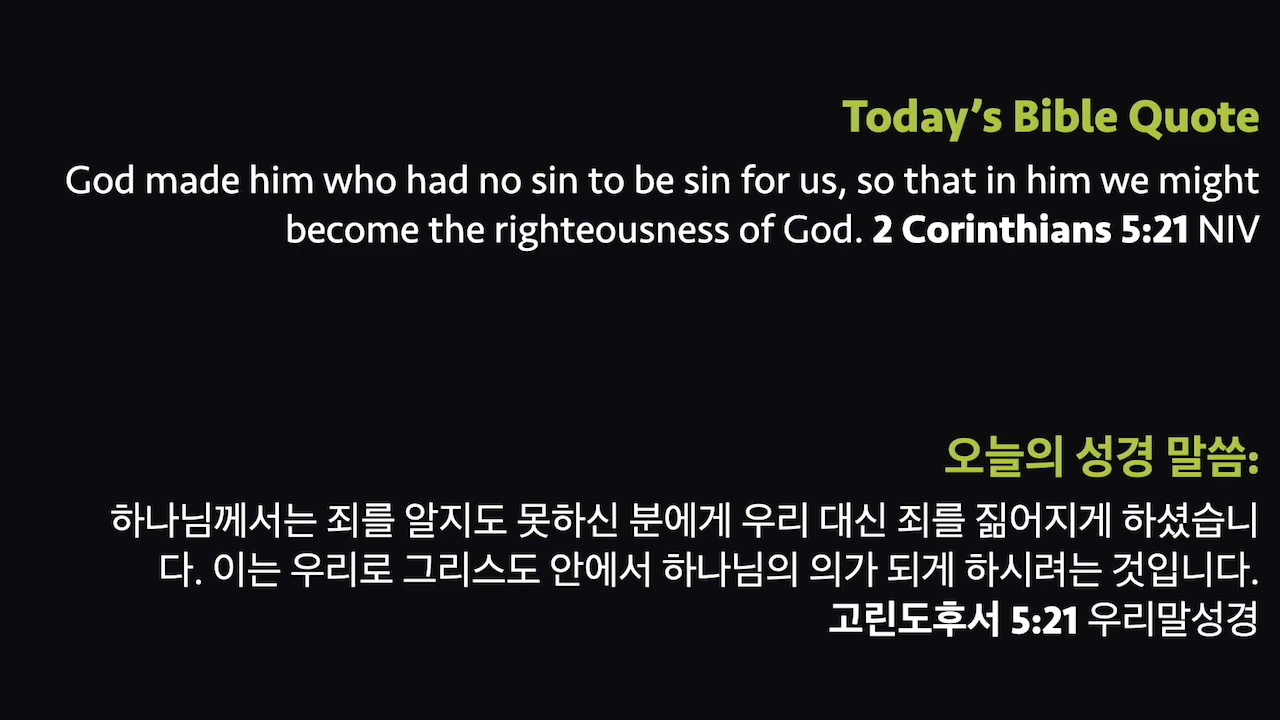 Today’s Bible Quote
God made him who had no sin to be sin for us, so that in him we might
become the righteousness of God. 2 Corinthians 5:21 NIV
오늘의 성경 말씀:
하나님께서는 죄를 알지도 못하신 분에게 우리 대신 죄를 짊어지게 하셨습니
다. 이는 우리로 그리스도 안에서 하나님의 의가 되게 하시려는 것입니다.
고린도후서 5:21 우리말성경